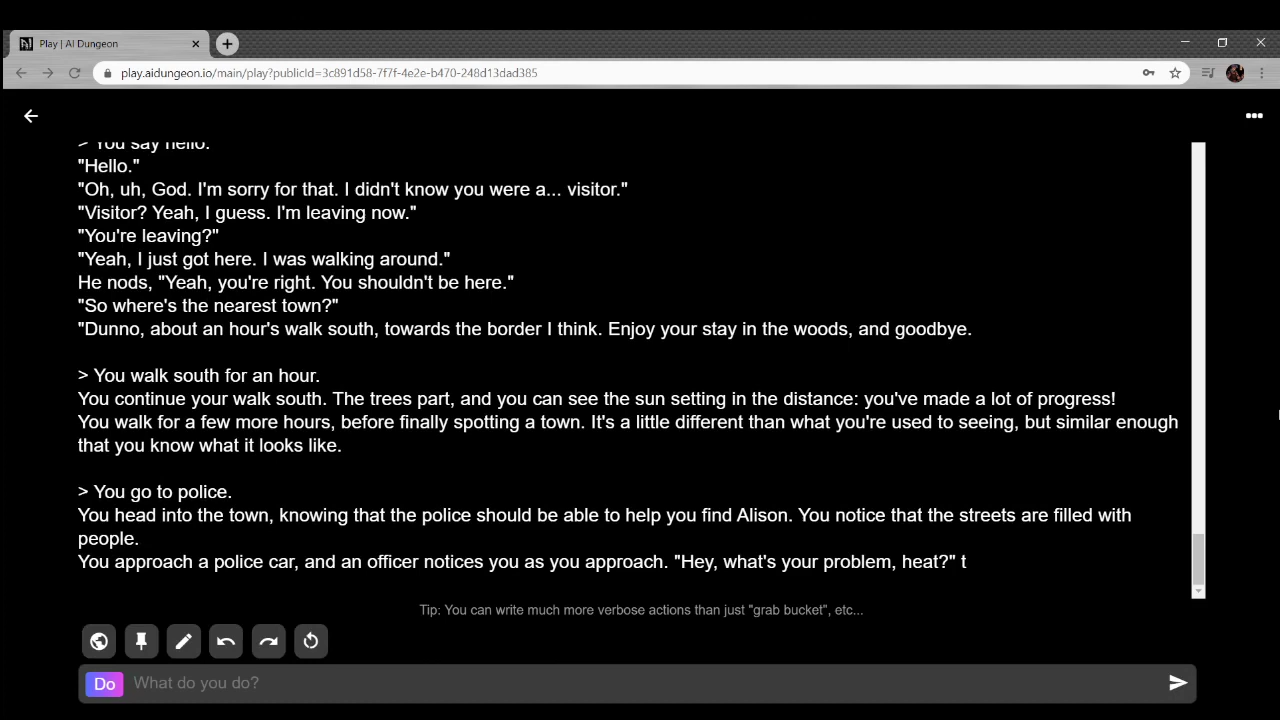 Play | AI Dungeon
play.aidungeon.io/main/play?publicId=3c891d58-7f7f-4e2e-b470-248d13dad385
> You say hello.
"Hello."
"Oh, uh, God. I'm sorry for that. I didn't know you were a... visitor."
"Visitor? Yeah, I guess. I'm leaving now."
"You're leaving?"
"Yeah, I just got here. I was walking around."
He nods, "Yeah, you're right. You shouldn't be here."
"So where's the nearest town?"
"Dunno, about an hour's walk south, towards the border I think. Enjoy your stay in the woods, and goodbye.
> You walk south for an hour.
You continue your walk south. The trees part, and you can see the sun setting in the distance: you've made a lot of progress!
You walk for a few more hours, before finally spotting a town. It's a little different than what you're used to seeing, but similar enough
that you know what it looks like.
> You go to police.
You head into the town, knowing that the police should be able to help you find Alison. You notice that the streets are filled with
people.
You approach a police car, and an officer notices you as you approach. "Hey, what's your problem, heat?" t
Tip: You can write much more verbose actions than just "grab bucket", etc...
Do What do you do?